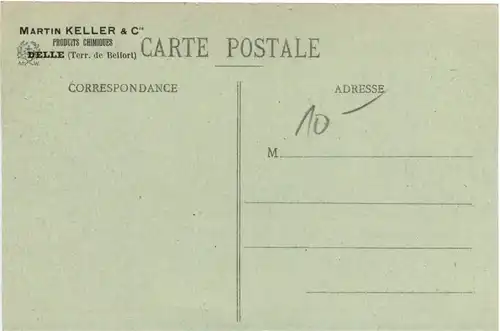 MARTIN KELLER & Cie
PRODUITS CHIMIQUES
DELLE (Terr. de Belfort)
CARTE POSTALE
CORRESPONDANCE
ADRESSE
10 -
M.